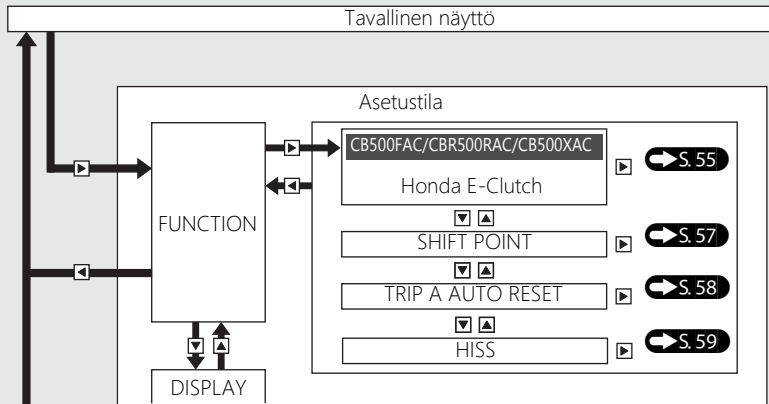 Tavallinen näyttö
Asetustila
FUNCTION
CB500FAC/CBR500RAC/CB500XAC
Honda E-Clutch
S. 55
SHIFT POINT
S. 57
TRIP A AUTO RESET
S. 58
HISS
S. 59
DISPLAY